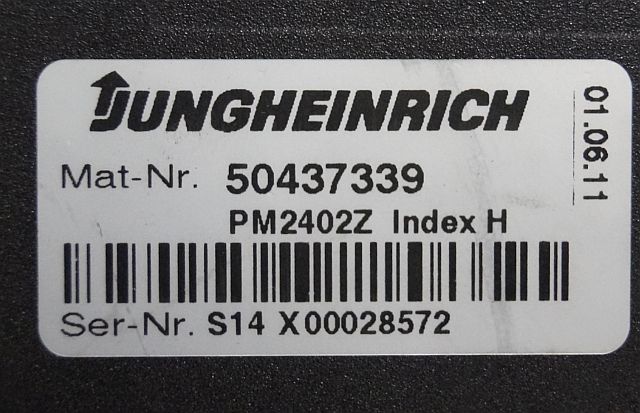 JUNGHEINRICH
Mat-Nr. 50437339
PM2402Z Index H
Ser-Nr. S14 X00028572
01.06.11